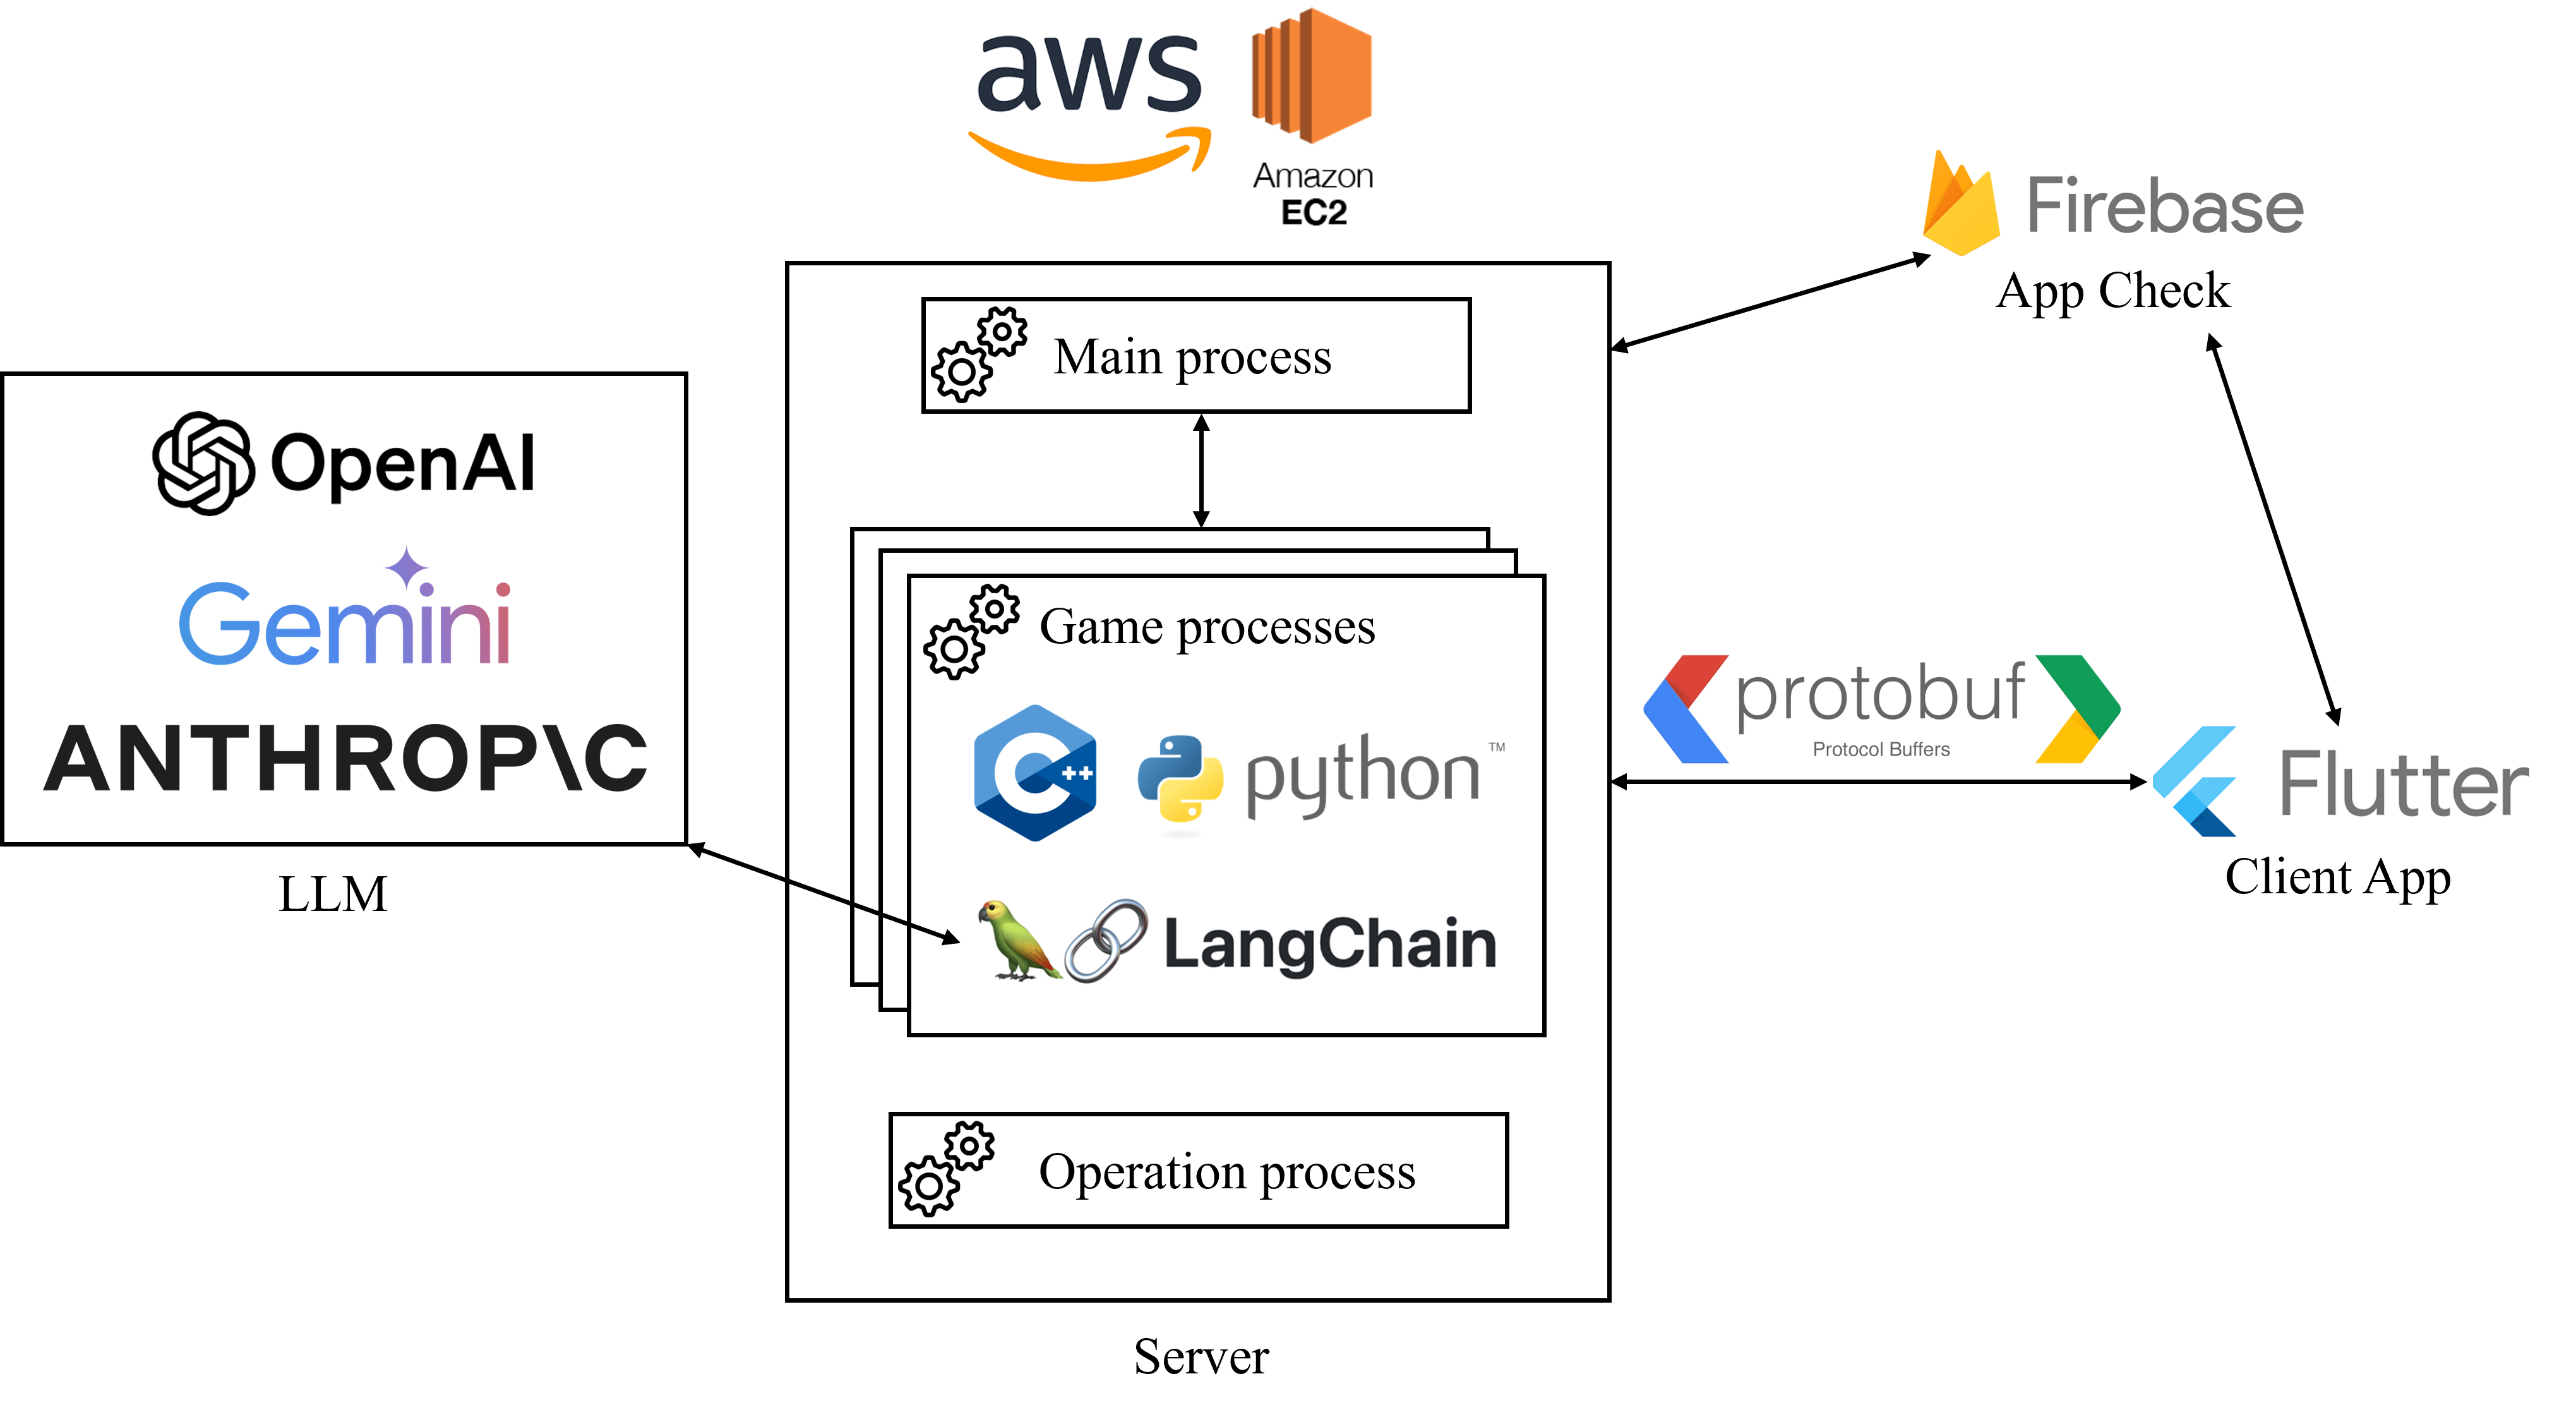 aws
Amazon
EC2
Firebase
App Check
Main process
OpenAI
Gemini
ANTHROP\C
LLM
Game processes
C++
python™
LangChain
protobuf
Protocol Buffers
Flutter
Client App
Operation process
Server